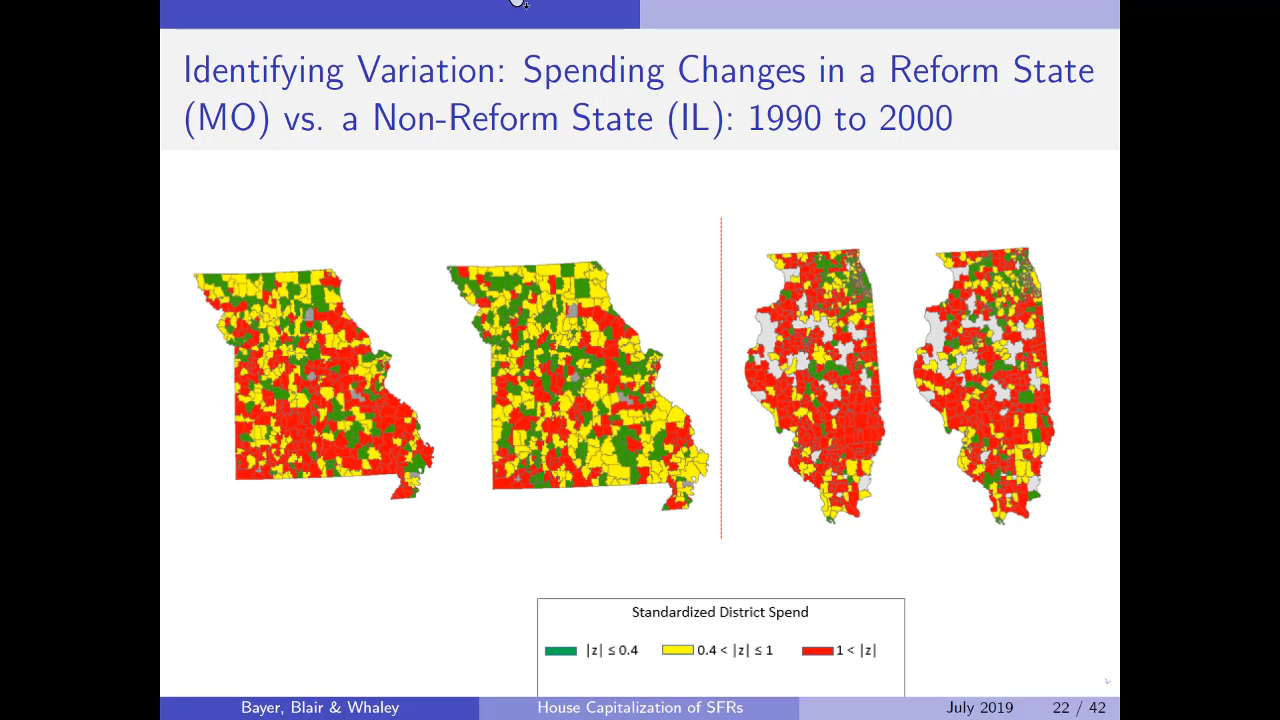 Identifying Variation: Spending Changes in a Reform State
(MO) vs. a Non-Reform State (IL): 1990 to 2000
Standardized District Spend
|z| ≤ 0.4
0.4 < |z| ≤ 1
1 < |z|
Bayer, Blair & Whaley
House Capitalization of SFRs
July 2019
22 / 42